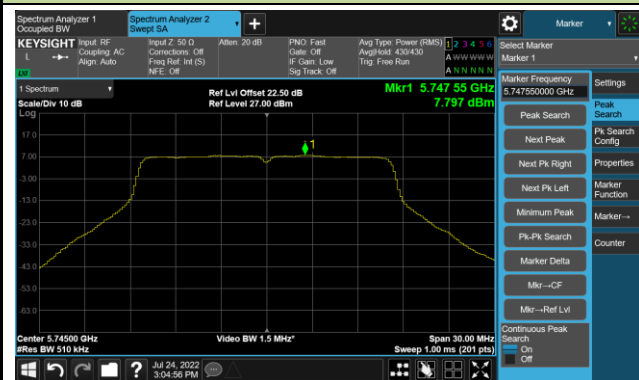 Spectrum Analyzer 1
Occupied BW
Spectrum Analyzer 2
Swept SA
+
Marker
KEYSIGHT
L
Input: RF
Coupling: AC
Align: Auto
Input Z: 50 Ω
Corrections: Off
Freq Ref: Int (S)
NFE: Off
Atten: 20 dB
PNO: Fast
Gate: Off
IF Gain: Low
Sig Track: Off
Avg Type: Power (RMS)
Avg|Hold: 430/430
Trig: Free Run
1 2 3 4 5 6
A W W W W W
A N N N N N
Select Marker
Marker 1
1 Spectrum
Scale/Div 10 dB
Log
Ref Lvl Offset 22.50 dB
Ref Level 27.00 dBm
Mkr1 5.747 55 GHz
7.797 dBm
17.0
7.00
-3.00
-13.0
-23.0
-33.0
-43.0
-53.0
-63.0
1
Center 5.74500 GHz
#Res BW 510 kHz
Video BW 1.5 MHz*
Span 30.00 MHz
Sweep 1.00 ms (201 pts)
Marker Frequency
5.747550000 GHz
Peak Search
Next Peak
Next Pk Right
Next Pk Left
Minimum Peak
Pk-Pk Search
Marker Delta
Mkr→CF
Mkr→Ref Lvl
Continuous Peak
Search
On
Off
Settings
Peak
Search
Pk Search
Config
Properties
Marker
Function
Marker→
Counter
?
Jul 24, 2022
3:04:56 PM